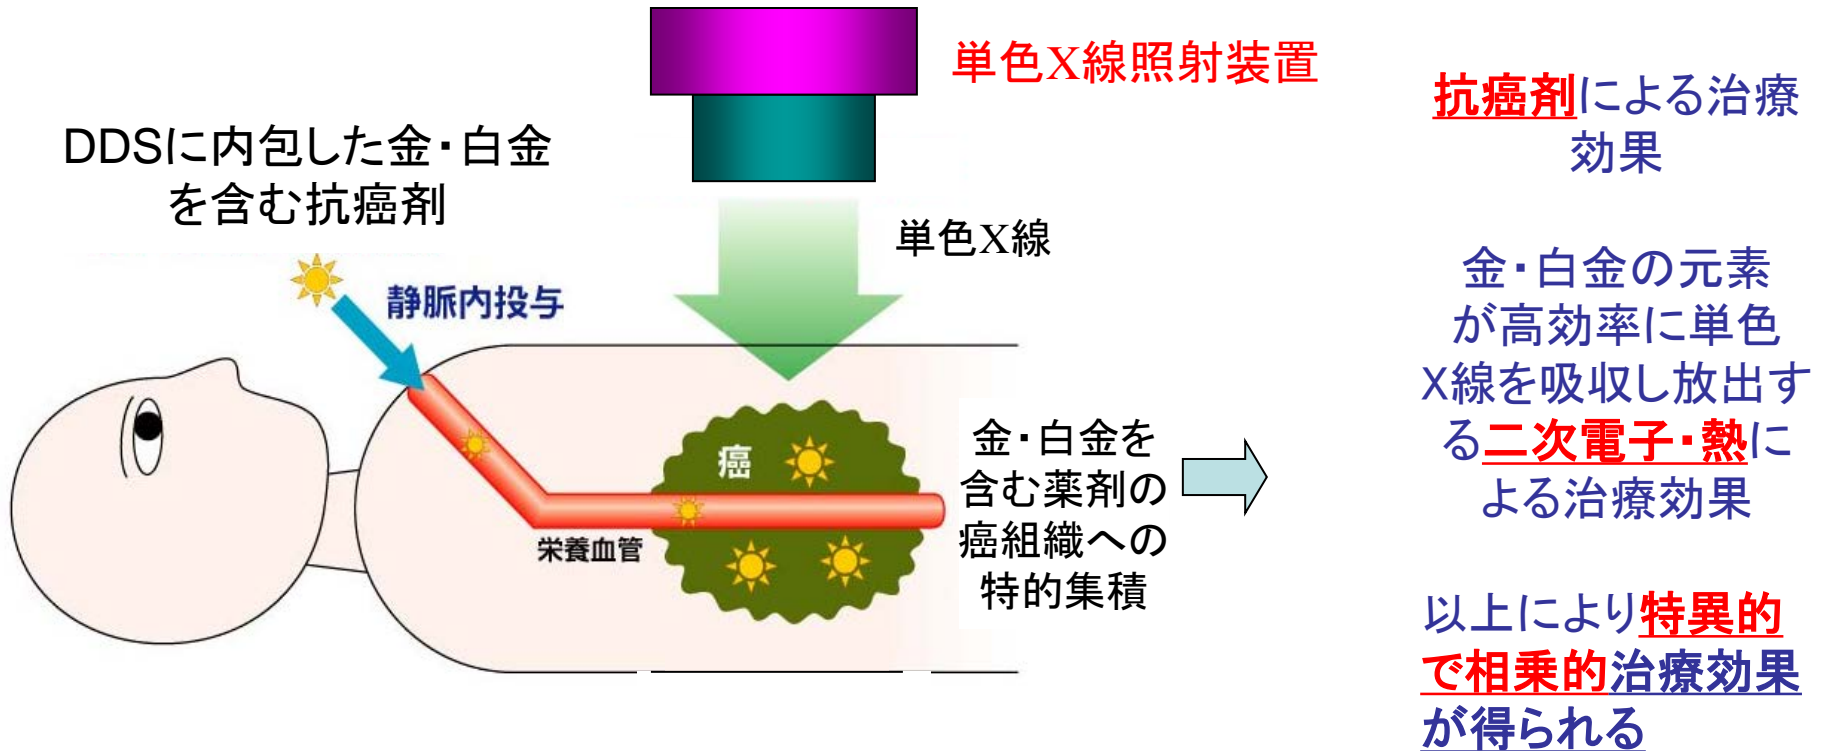 単色X線照射装置
DDSに内包した金・白金
を含む抗癌剤
単色X線
静脈内投与
癌
栄養血管
金・白金を
含む薬剤の
癌組織への
特的集積
抗癌剤による治療
効果
金・白金の元素
が高効率に単色
X線を吸収し放出す
る二次電子・熱に
よる治療効果
以上により特異的
で相乗的治療効果
が得られる